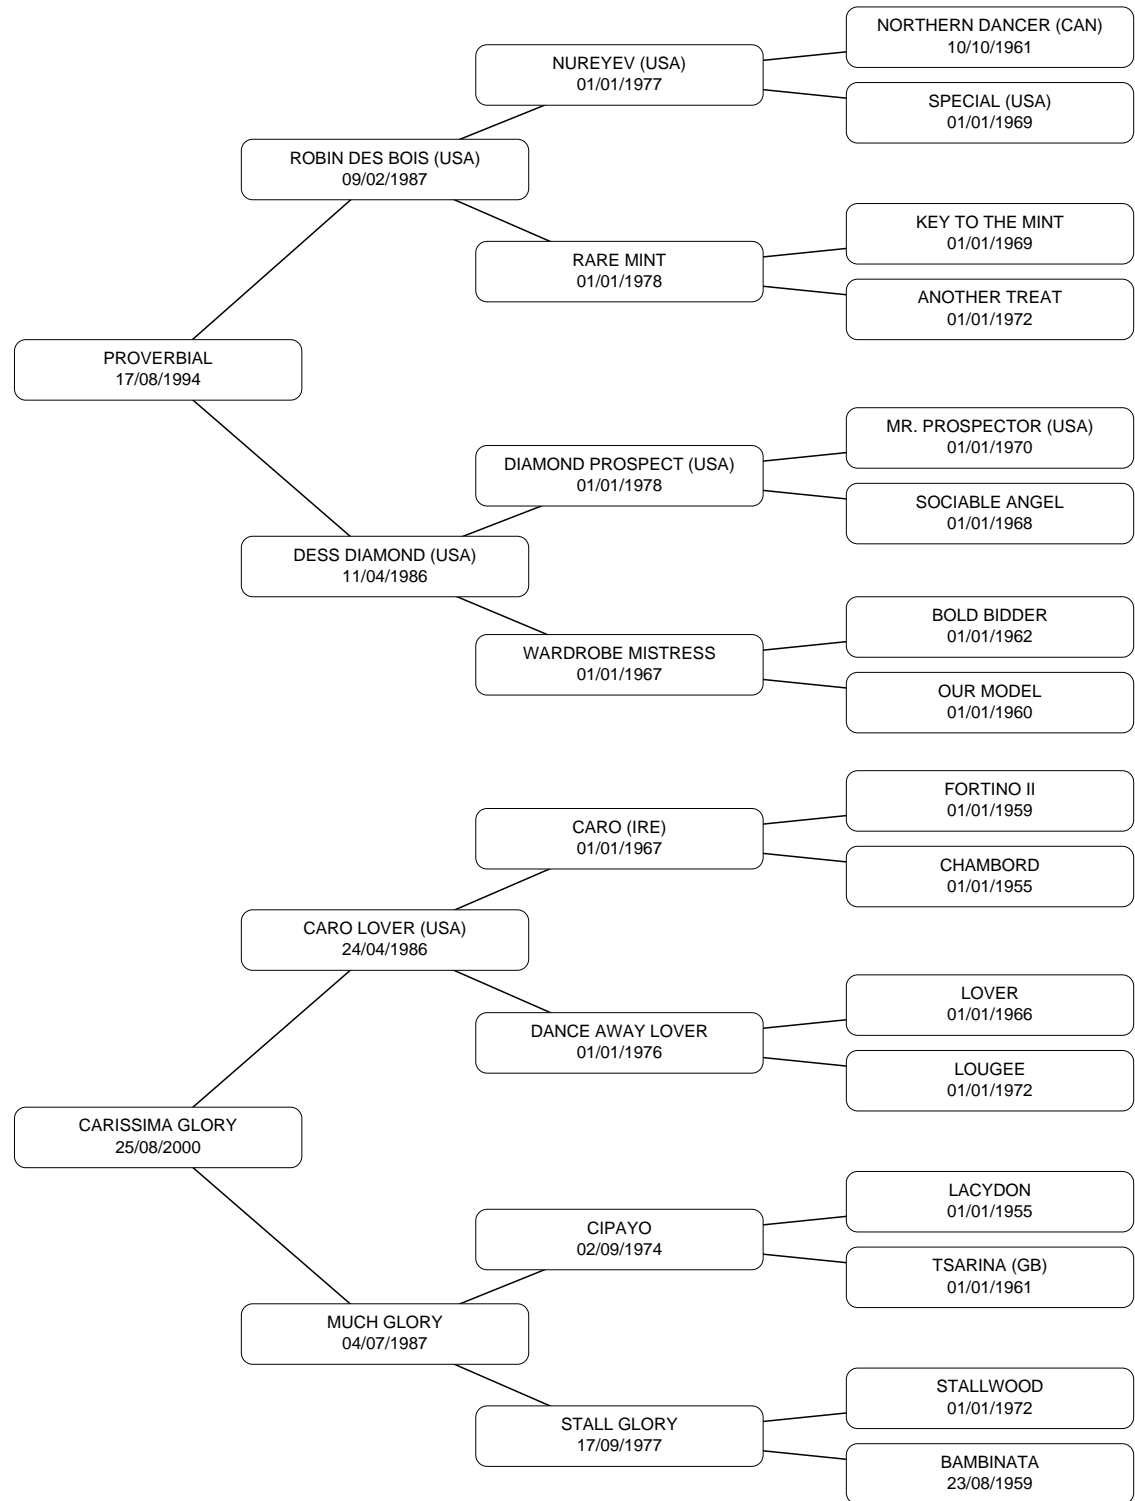 NORTHERN DANCER (CAN)
10/10/1961
NUREYEV (USA)
01/01/1977
SPECIAL (USA)
01/01/1969
ROBIN DES BOIS (USA)
09/02/1987
KEY TO THE MINT
01/01/1969
RARE MINT
01/01/1978
ANOTHER TREAT
01/01/1972
PROVERBIAL
17/08/1994
MR. PROSPECTOR (USA)
01/01/1970
DIAMOND PROSPECT (USA)
01/01/1978
SOCIABLE ANGEL
01/01/1968
DESS DIAMOND (USA)
11/04/1986
BOLD BIDDER
01/01/1962
WARDROBE MISTRESS
01/01/1967
OUR MODEL
01/01/1960
FORTINO II
01/01/1959
CARO (IRE)
01/01/1967
CHAMBORD
01/01/1955
CARO LOVER (USA)
24/04/1986
LOVER
01/01/1966
DANCE AWAY LOVER
01/01/1976
LOUGEE
01/01/1972
CARISSIMA GLORY
25/08/2000
LACYDON
01/01/1955
CIPAYO
02/09/1974
TSARINA (GB)
01/01/1961
MUCH GLORY
04/07/1987
STALLWOOD
01/01/1972
STALL GLORY
17/09/1977
BAMBINATA
23/08/1959